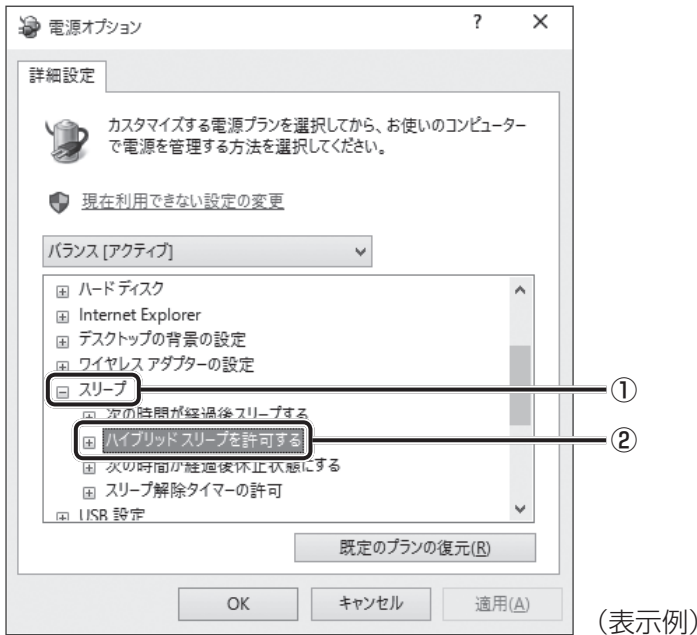 電源オプション
?
×
詳細設定
カスタマイズする電源プランを選択してから、お使いのコンピューター
で電源を管理する方法を選択してください。
現在利用できない設定の変更
バランス [アクティブ]
ハード ディスク
Internet Explorer
デスクトップの背景の設定
ワイヤレス アダプターの設定
スリープ
①
次の時間が経過後スリープする
ハイブリッド スリープを許可する
②
次の時間が経過後休止状態にする
スリープ解除タイマーの許可
USB 設定
既定のプランの復元(R)
OK
キャンセル
適用(A)
（表示例）